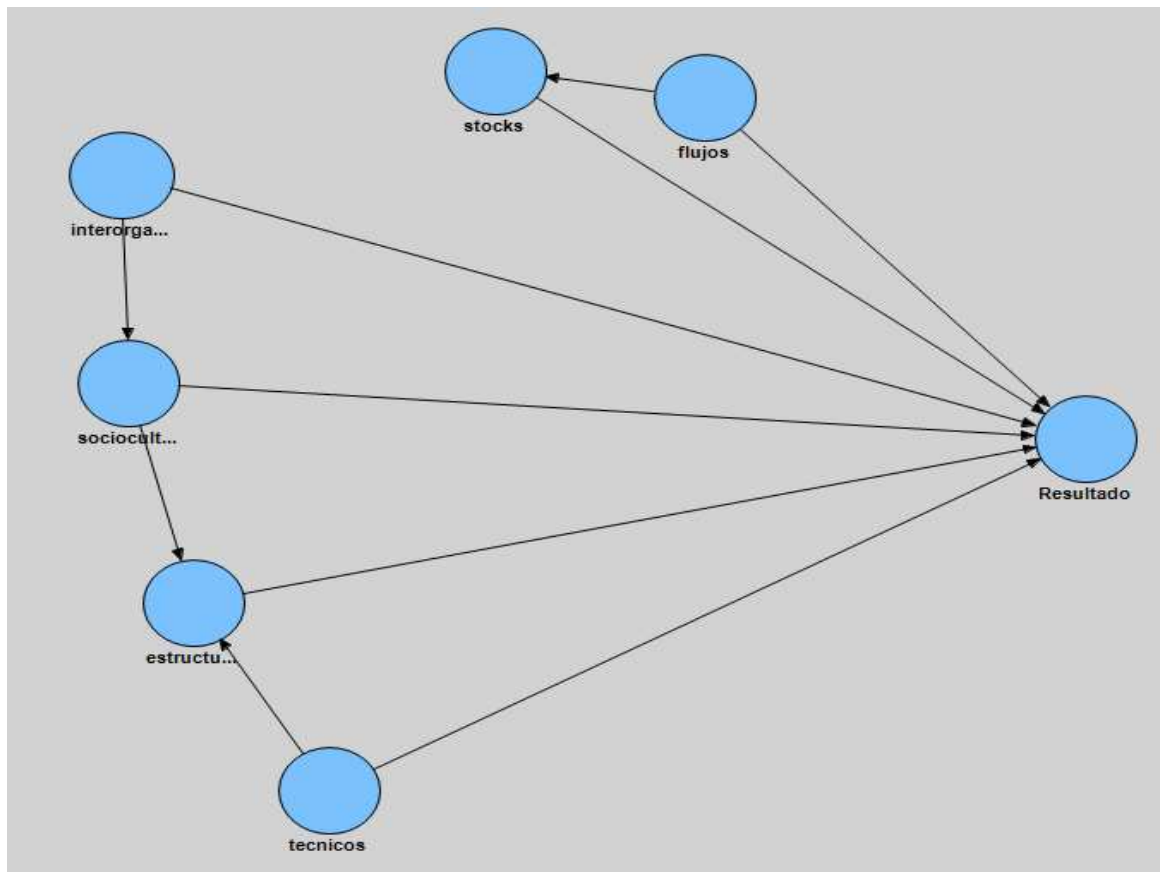 stocks
flujos
interorga...
sociocult...
Resultado
estructu...
tecnicos